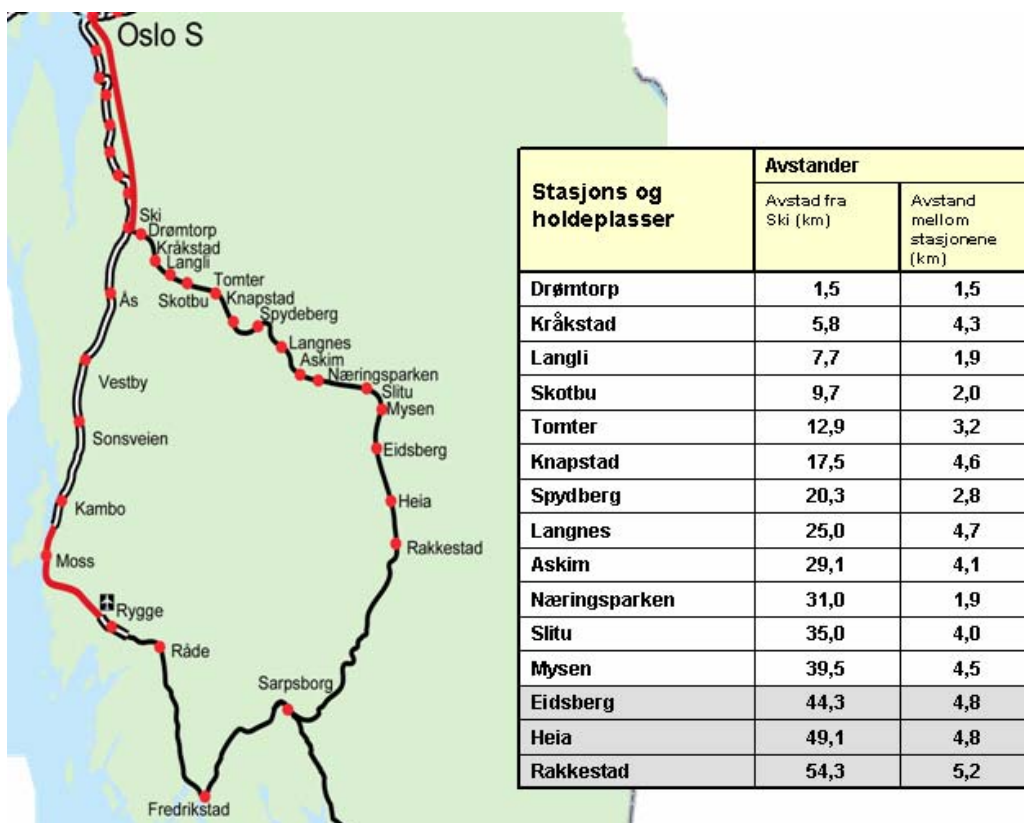 Oslo S
Ski
Drømtorp
Kråkstad
Langli
Tomter
Ås
Skotbu
Knapstad
Spydeberg
Langnes
Askim
Næringsparken
Vestby
Slitu
Mysen
Sonsveien
Eidsberg
Kambo
Heia
Rakkestad
Moss
Rygge
Råde
Sarpsborg
Fredrikstad
Stasjons og
holdeplasser
Avstander
Avstad fra
Ski (km)
Avstand
mellom
stasjonene
(km)
Drømtorp 1,5 1,5
Kråkstad 5,8 4,3
Langli 7,7 1,9
Skotbu 9,7 2,0
Tomter 12,9 3,2
Knapstad 17,5 4,6
Spydberg 20,3 2,8
Langnes 25,0 4,7
Askim 29,1 4,1
Næringsparken 31,0 1,9
Slitu 35,0 4,0
Mysen 39,5 4,5
Eidsberg 44,3 4,8
Heia 49,1 4,8
Rakkestad 54,3 5,2